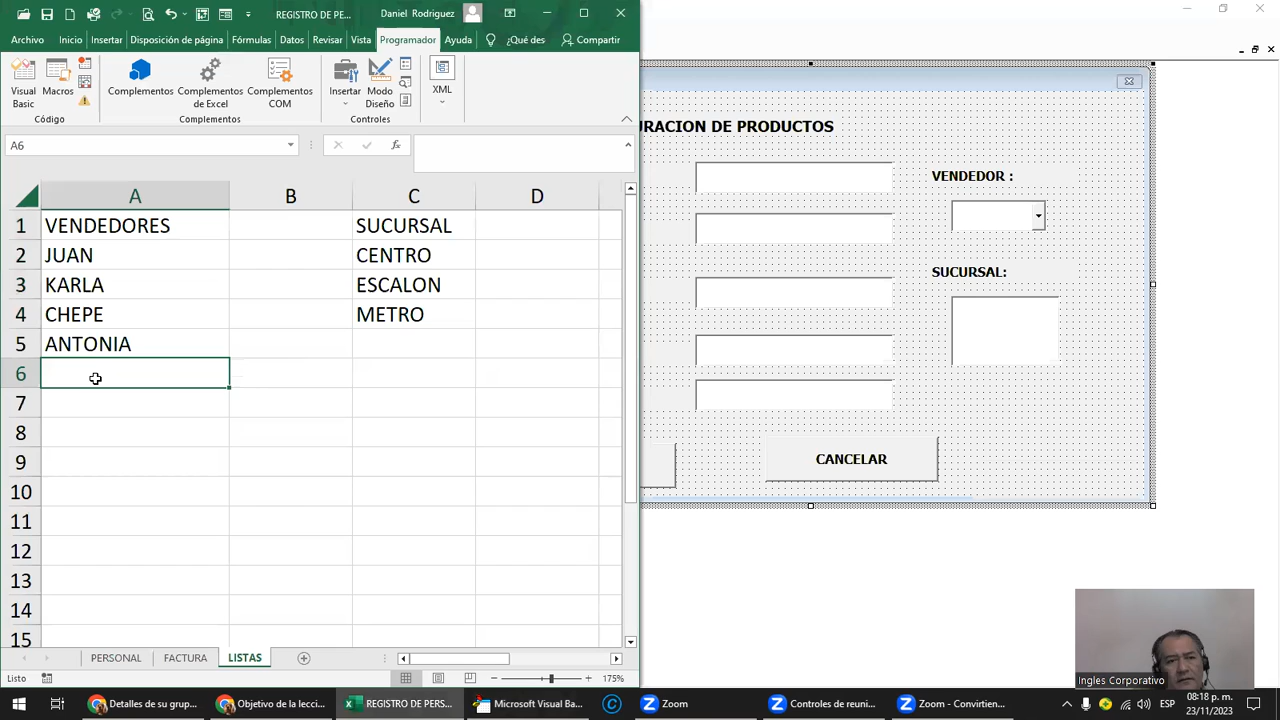 REGISTRO DE PE...
Daniel Rodriguez
Archivo
Inicio
Insertar
Disposición de página
Fórmulas
Datos
Revisar
Vista
Programador
Ayuda
¿Qué des
Compartir
Visual Basic
Macros
Complementos
Complementos de Excel
Complementos COM
Insertar
Modo Diseño
XML
Código
Complementos
Controles
A6
fx
A B C D
1 VENDEDORES SUCURSAL
2 JUAN CENTRO
3 KARLA ESCALON
4 CHEPE METRO
5 ANTONIA
6
7
8
9
10
11
12
13
14
15
PERSONAL
FACTURA
LISTAS
Listo
175%
URACION DE PRODUCTOS
VENDEDOR :
SUCURSAL:
CANCELAR
Ingles Corporativo
Detalles de su grup...
Objetivo de la lecci...
REGISTRO DE PERS...
Microsoft Visual Ba...
Zoom
Controles de reuni...
Zoom - Convirtien...
ESP
08:18 p. m.
23/11/2023